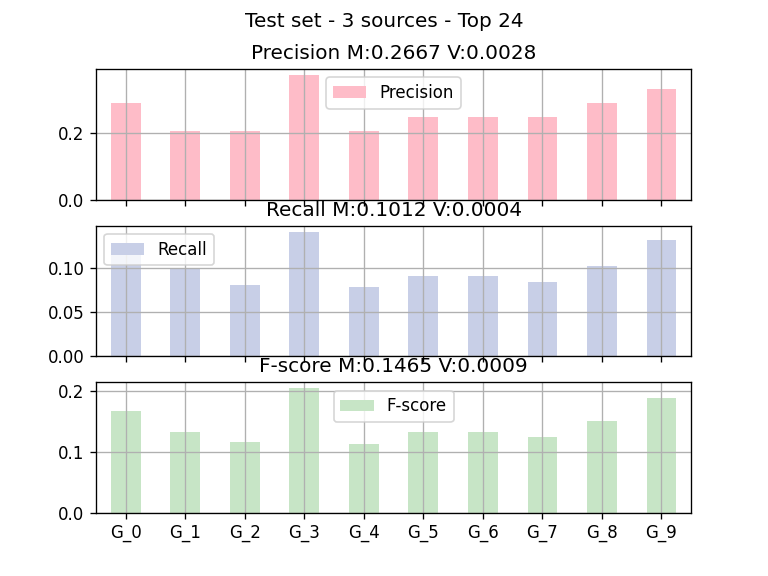 Test set - 3 sources - Top 24
Precision M:0.2667 V:0.0028
Precision
0.2
0.0
Recall M:0.1012 V:0.0004
Recall
0.10
0.05
0.00
F-score M:0.1465 V:0.0009
F-score
0.2
0.1
0.0
G_0 G_1 G_2 G_3 G_4 G_5 G_6 G_7 G_8 G_9